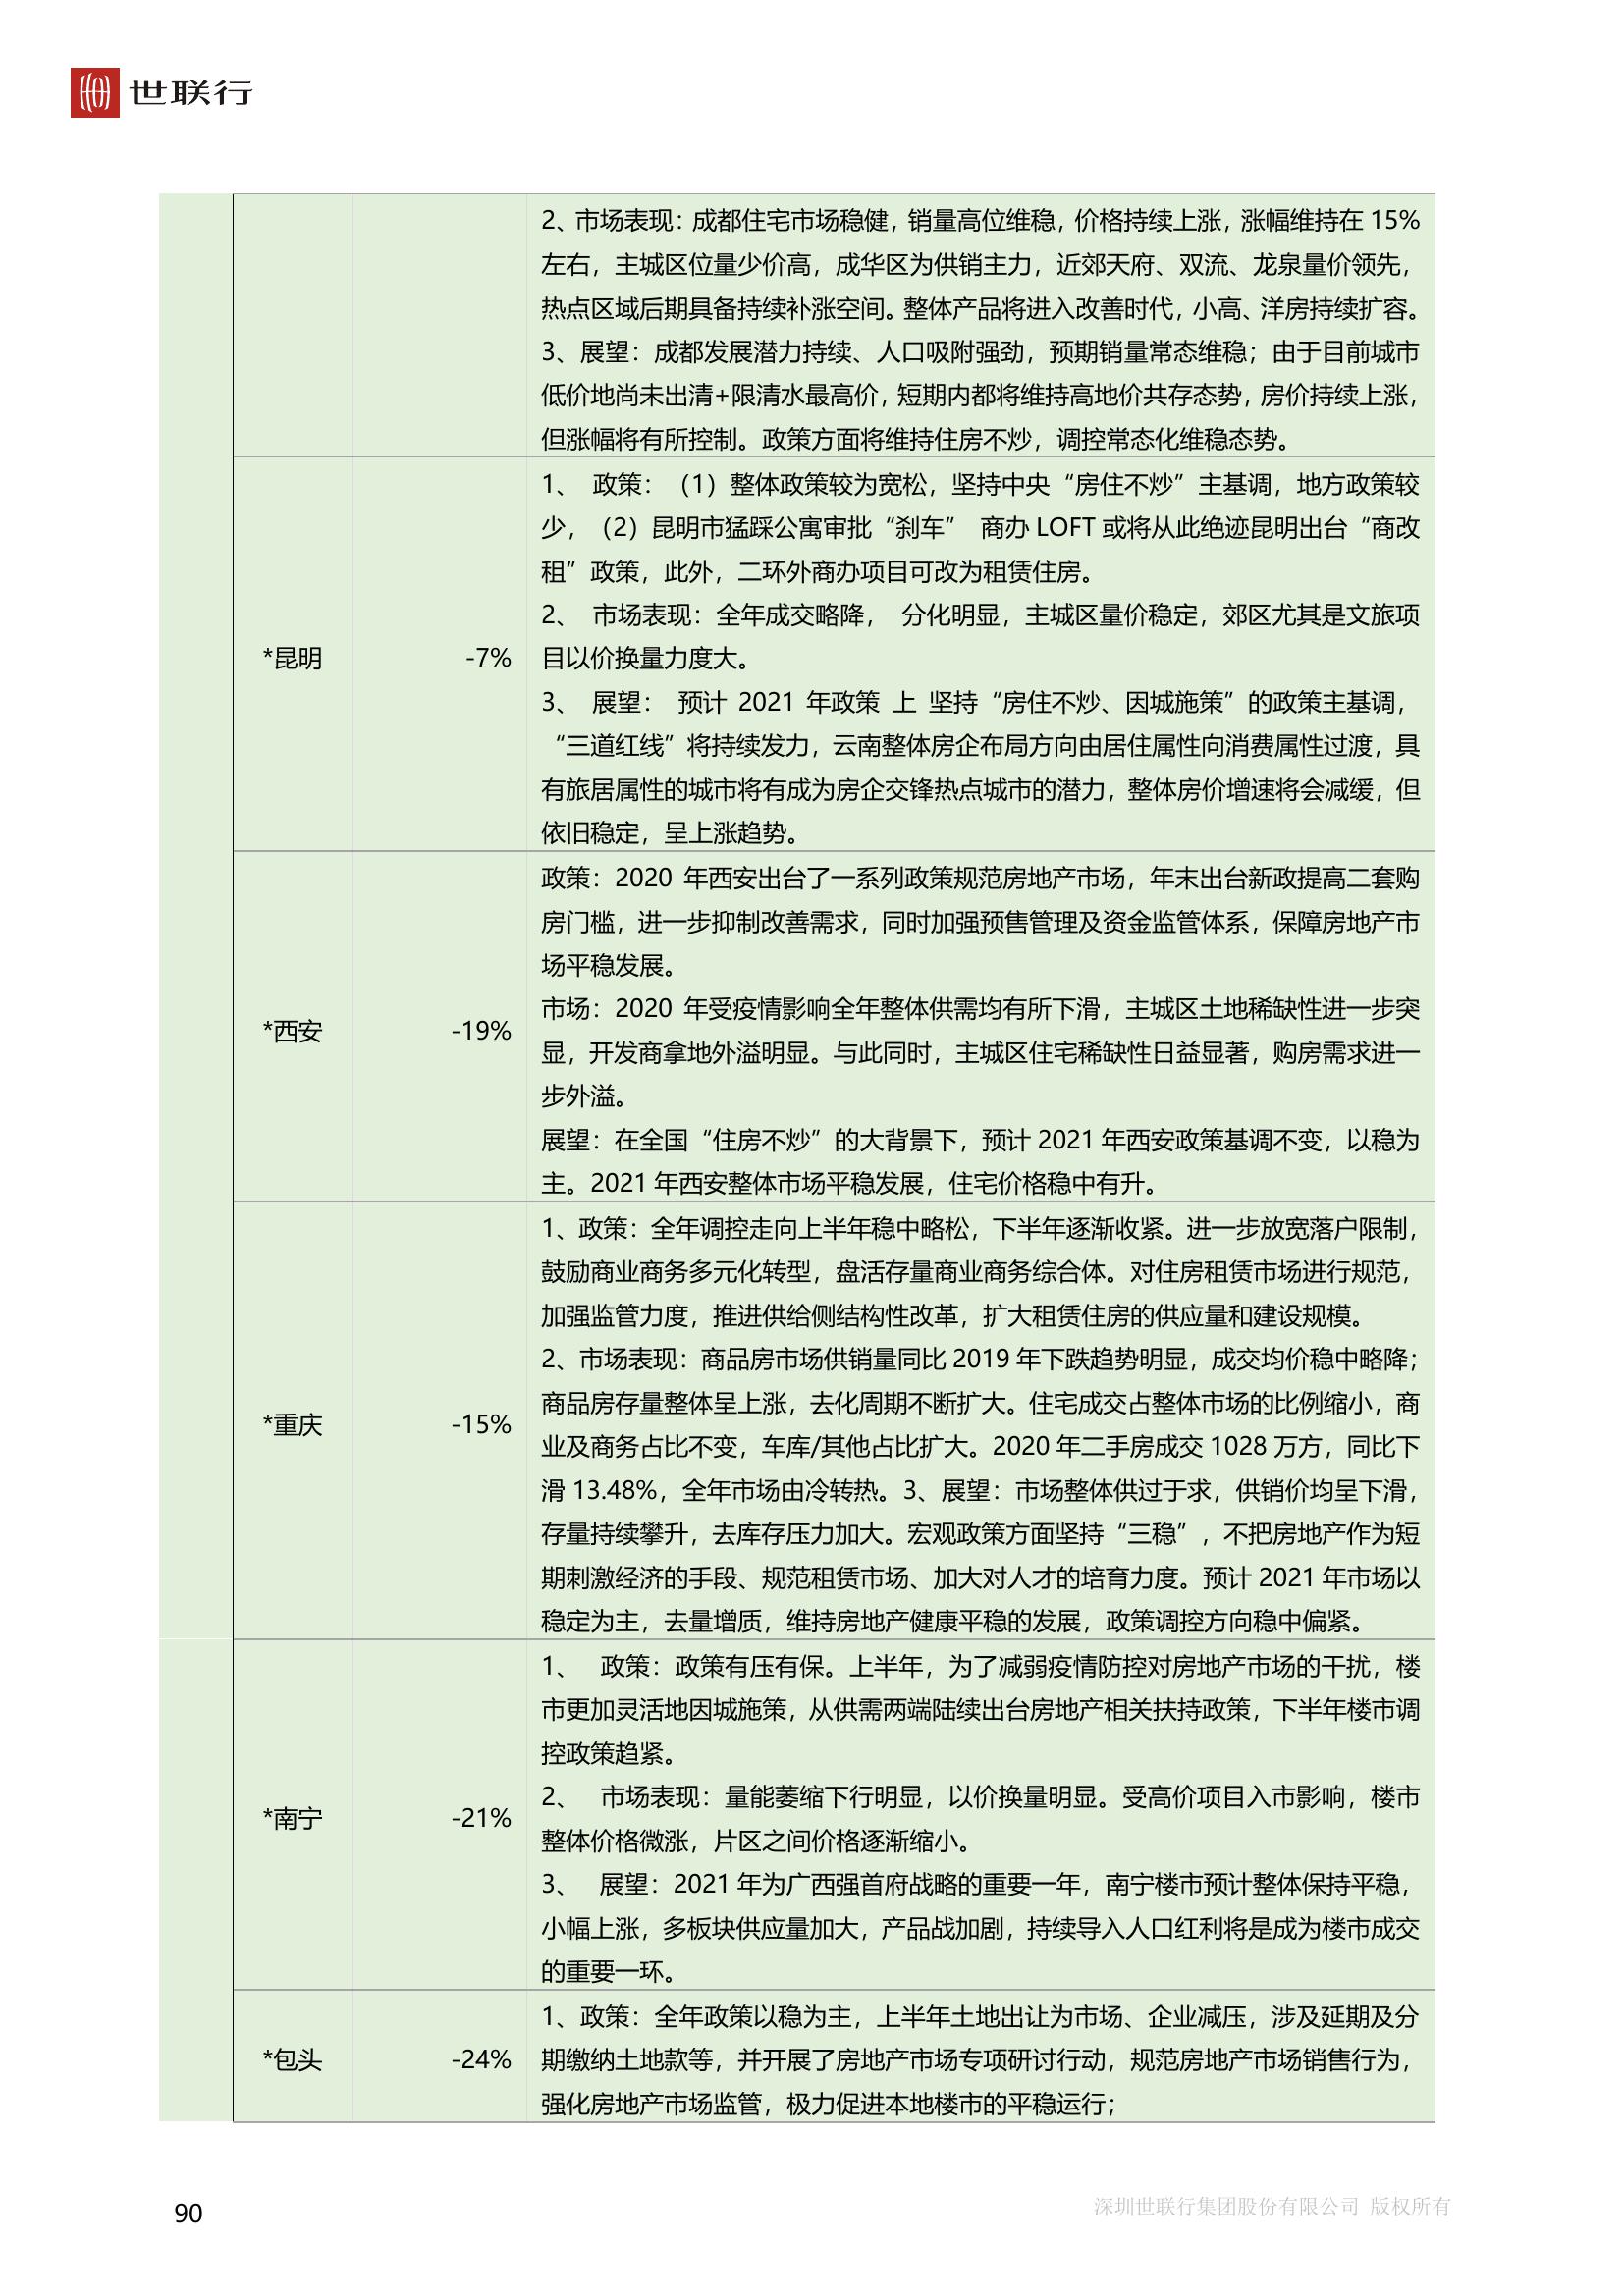 世联行
2、市场表现：成都住宅市场稳健，销量高位维稳，价格持续上涨，涨幅维持在 15%
左右，主城区位量少价高，成华区为供销主力，近郊天府、双流、龙泉量价领先，
热点区域后期具备持续补涨空间。整体产品将进入改善时代，小高、洋房持续扩容。
3、展望：成都发展潜力持续、人口吸附强劲，预期销量常态维稳；由于目前城市
低价地尚未出清+限清水最高价，短期内都将维持高地价共存态势，房价持续上涨，
但涨幅将有所控制。政策方面将维持住房不炒，调控常态化维稳态势。
*昆明
-7%
1、 政策：（1）整体政策较为宽松，坚持中央“房住不炒”主基调，地方政策较
少，（2）昆明市猛踩公寓审批“刹车” 商办 LOFT 或将从此绝迹昆明出台“商改
租”政策，此外，二环外商办项目可改为租赁住房。
2、 市场表现：全年成交略降， 分化明显，主城区量价稳定，郊区尤其是文旅项
目以价换量力度大。
3、 展望： 预计 2021 年政策 上 坚持“房住不炒、因城施策”的政策主基调，
“三道红线”将持续发力，云南整体房企布局方向由居住属性向消费属性过渡，具
有旅居属性的城市将有成为房企交锋热点城市的潜力，整体房价增速将会减缓，但
依旧稳定，呈上涨趋势。
*西安
-19%
政策：2020 年西安出台了一系列政策规范房地产市场，年末出台新政提高二套购
房门槛，进一步抑制改善需求，同时加强预售管理及资金监管体系，保障房地产市
场平稳发展。
市场：2020 年受疫情影响全年整体供需均有所下滑，主城区土地稀缺性进一步突
显，开发商拿地外溢明显。与此同时，主城区住宅稀缺性日益显著，购房需求进一
步外溢。
展望：在全国“住房不炒”的大背景下，预计 2021 年西安政策基调不变，以稳为
主。2021 年西安整体市场平稳发展，住宅价格稳中有升。
*重庆
-15%
1、政策：全年调控走向上半年稳中略松，下半年逐渐收紧。进一步放宽落户限制，
鼓励商业商务多元化转型，盘活存量商业商务综合体。对住房租赁市场进行规范，
加强监管力度，推进供给侧结构性改革，扩大租赁住房的供应量和建设规模。
2、市场表现：商品房市场供销量同比 2019 年下跌趋势明显，成交均价稳中略降；
商品房存量整体呈上涨，去化周期不断扩大。住宅成交占整体市场的比例缩小，商
业及商务占比不变，车库/其他占比扩大。2020 年二手房成交 1028 万方，同比下
滑 13.48%，全年市场由冷转热。3、展望：市场整体供过于求，供销价均呈下滑，
存量持续攀升，去库存压力加大。宏观政策方面坚持“三稳”，不把房地产作为短
期刺激经济的手段、规范租赁市场、加大对人才的培育力度。预计 2021 年市场以
稳定为主，去量增质，维持房地产健康平稳的发展，政策调控方向稳中偏紧。
*南宁
-21%
1、 政策：政策有压有保。上半年，为了减弱疫情防控对房地产市场的干扰，楼
市更加灵活地因城施策，从供需两端陆续出台房地产相关扶持政策，下半年楼市调
控政策趋紧。
2、 市场表现：量能萎缩下行明显，以价换量明显。受高价项目入市影响，楼市
整体价格微涨，片区之间价格逐渐缩小。
3、 展望：2021 年为广西强首府战略的重要一年，南宁楼市预计整体保持平稳，
小幅上涨，多板块供应量加大，产品战加剧，持续导入人口红利将是成为楼市成交
的重要一环。
*包头
-24%
1、政策：全年政策以稳为主，上半年土地出让为市场、企业减压，涉及延期及分
期缴纳土地款等，并开展了房地产市场专项研讨行动，规范房地产市场销售行为，
强化房地产市场监管，极力促进本地楼市的平稳运行；
90
深圳世联行集团股份有限公司 版权所有